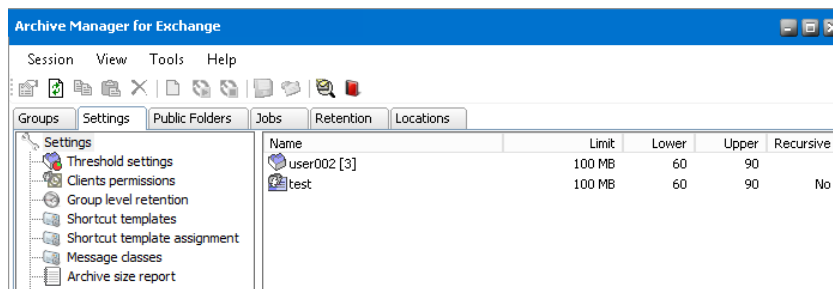 Archive Manager for Exchange
Session View Tools Help
Groups Settings Public Folders Jobs Retention Locations
Settings
Threshold settings
Clients permissions
Group level retention
Shortcut templates
Shortcut template assignment
Message classes
Archive size report
Name Limit Lower Upper Recursive
user002 [3] 100 MB 60 90
test 100 MB 60 90 No